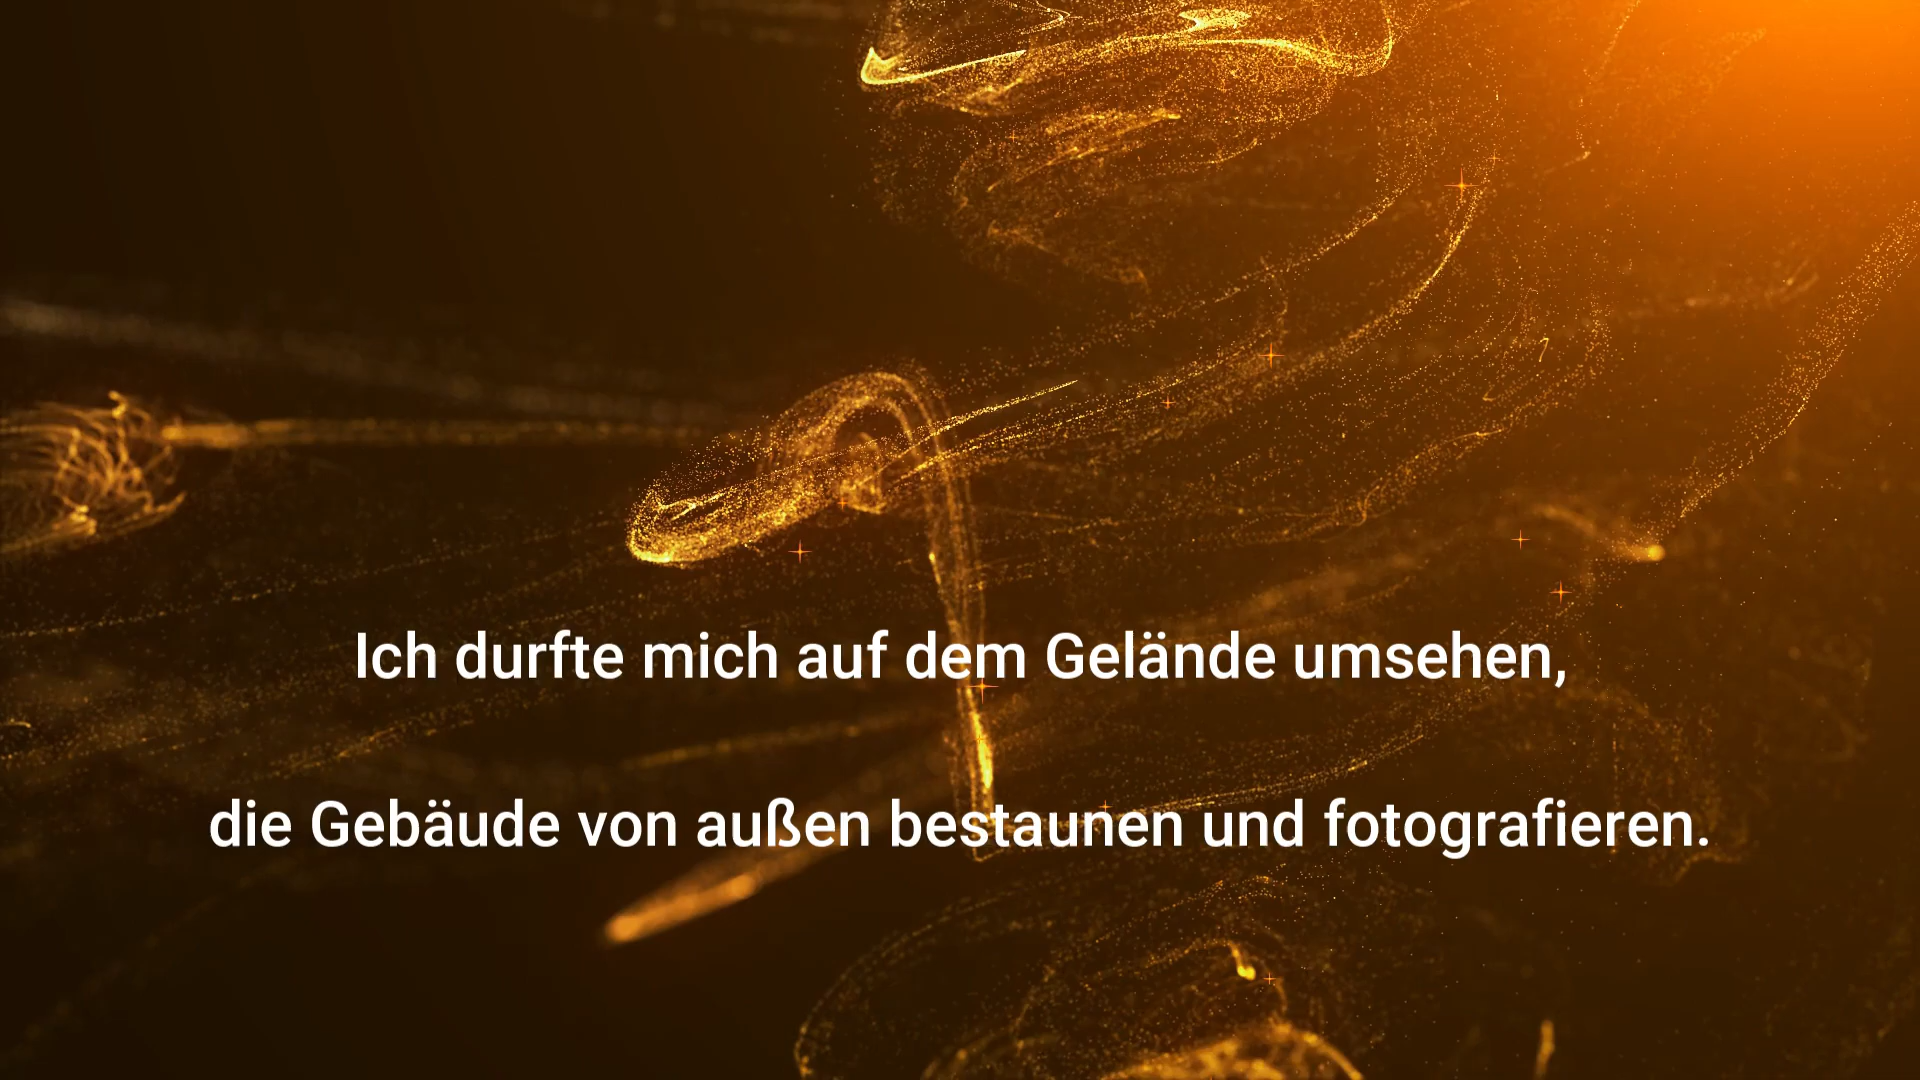 Ich durfte mich auf dem Gelände umsehen,
die Gebäude von außen bestaunen und fotografieren.